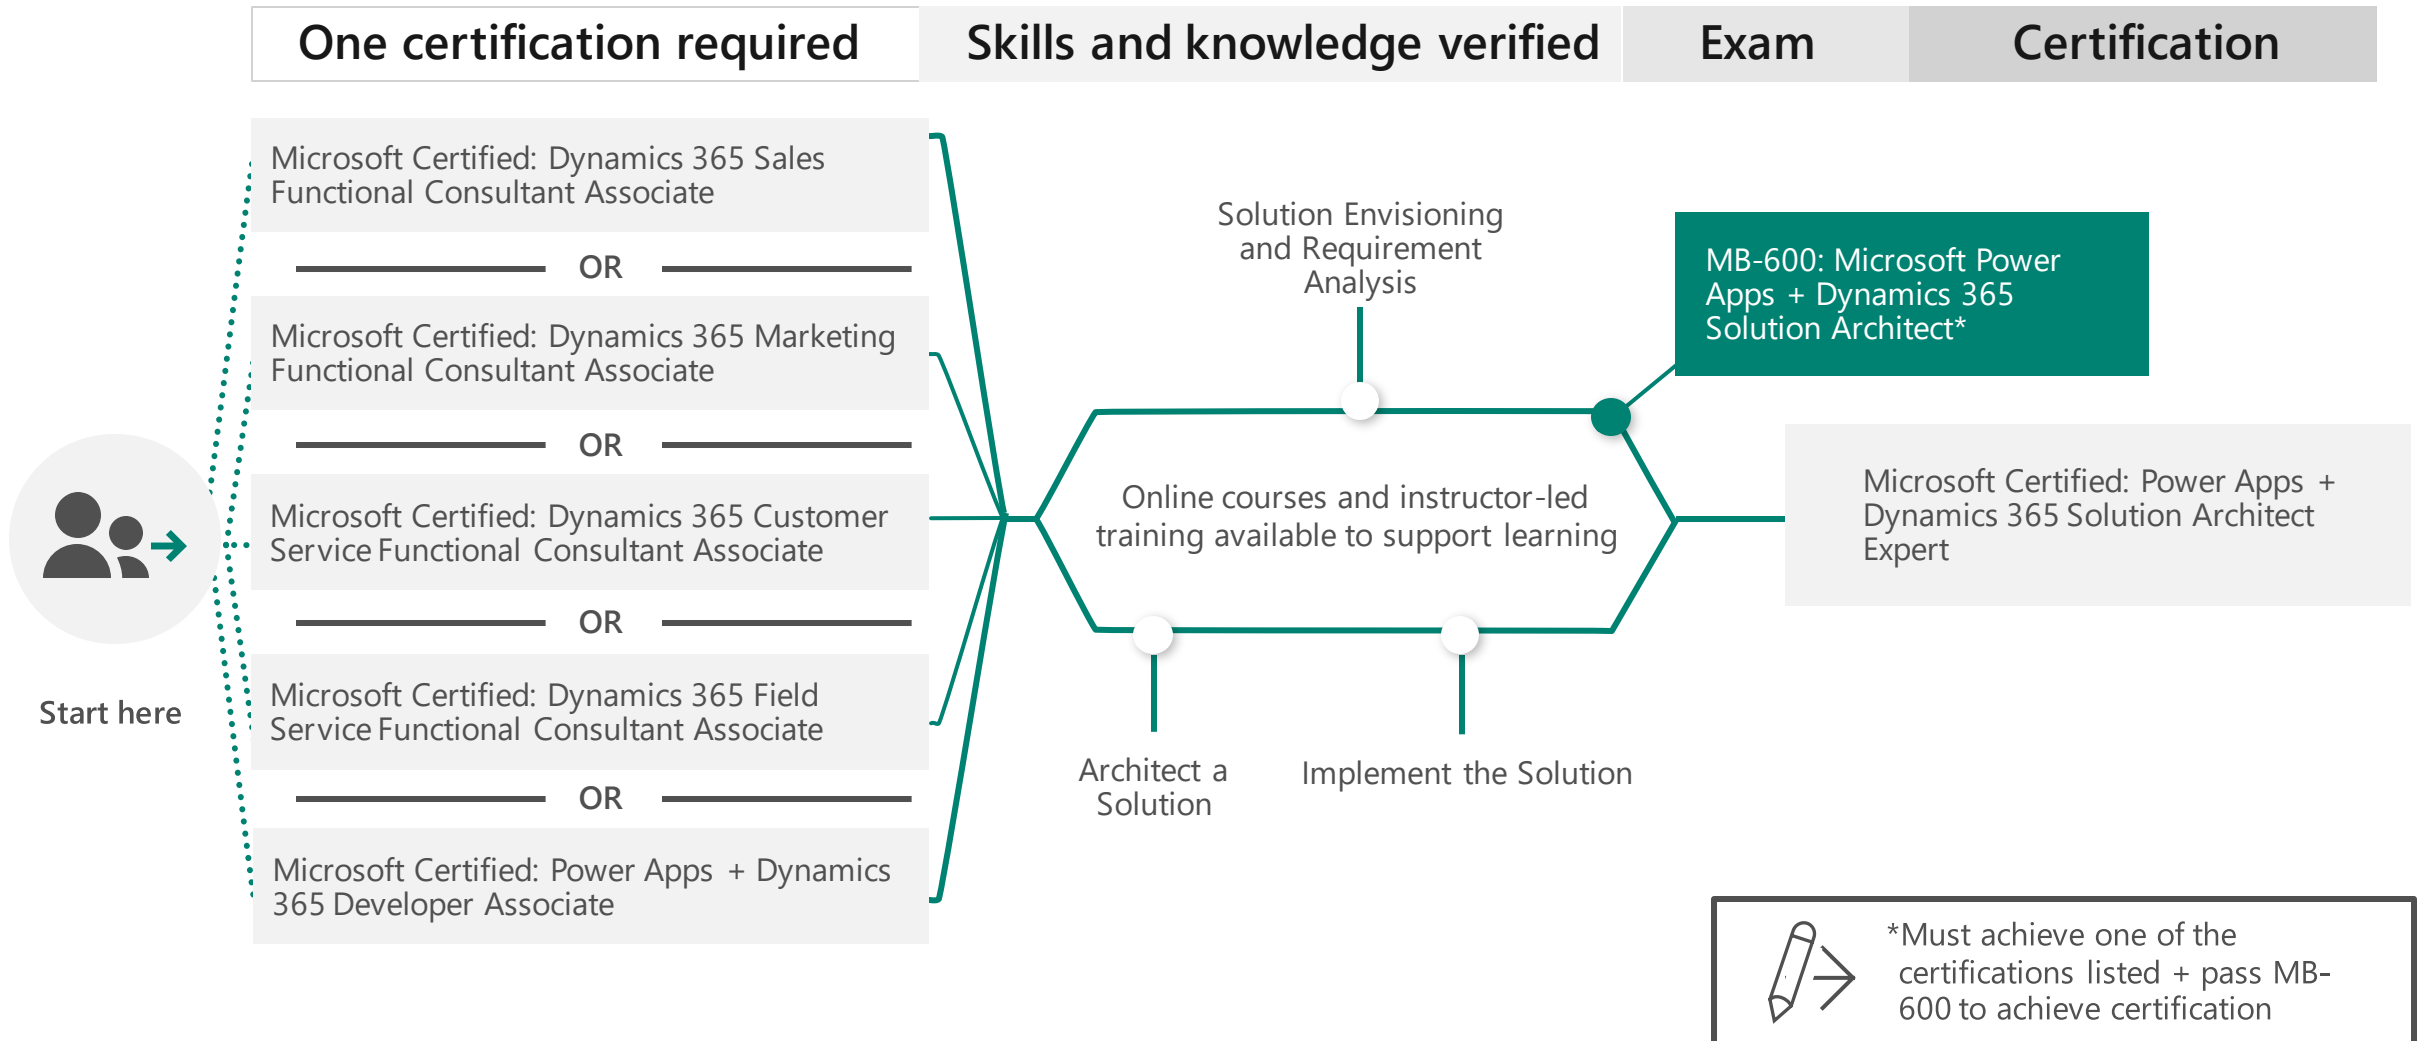 One certification required
Skills and knowledge verified
Exam
Certification
Start here
Microsoft Certified: Dynamics 365 Sales
Functional Consultant Associate
OR
Microsoft Certified: Dynamics 365 Marketing
Functional Consultant Associate
OR
Microsoft Certified: Dynamics 365 Customer
Service Functional Consultant Associate
OR
Microsoft Certified: Dynamics 365 Field
Service Functional Consultant Associate
OR
Microsoft Certified: Power Apps + Dynamics
365 Developer Associate
Solution Envisioning
and Requirement
Analysis
Online courses and instructor-led
training available to support learning
Architect a
Solution
Implement the Solution
MB-600: Microsoft Power
Apps + Dynamics 365
Solution Architect*
Microsoft Certified: Power Apps +
Dynamics 365 Solution Architect
Expert
*Must achieve one of the
certifications listed + pass MB-
600 to achieve certification